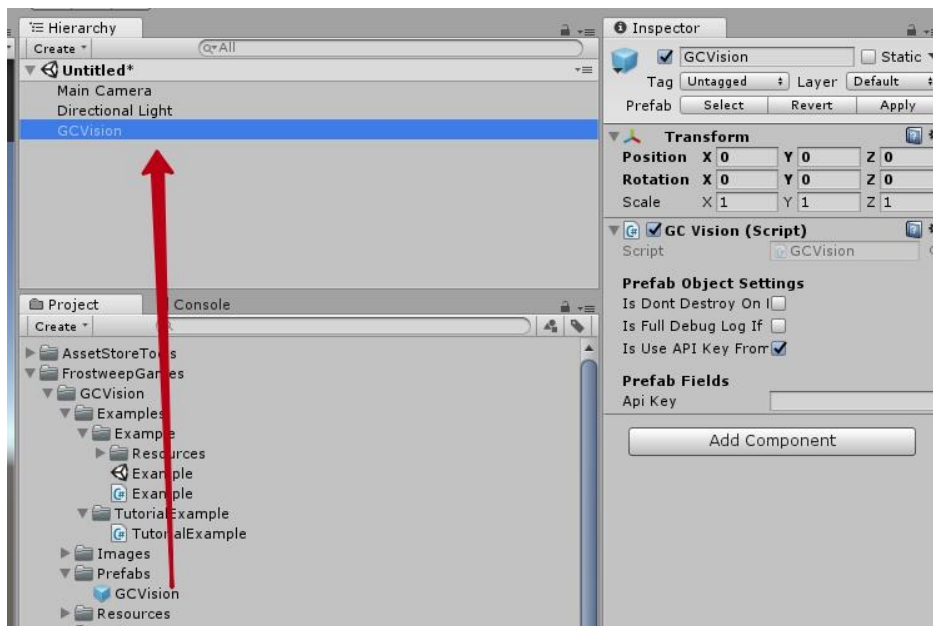 Hierarchy
Create
All
Untitled*
Main Camera
Directional Light
GCVision
Project
Console
Create
AssetStoreTools
FrostweepGames
GCVision
Examples
Example
Resources
Example
Example
TutorialExample
TutorialExample
Images
Prefabs
GCVision
Resources
Inspector
GCVision Static
Tag Untagged Layer Default
Prefab Select Revert Apply
Transform
Position X 0 Y 0 Z 0
Rotation X 0 Y 0 Z 0
Scale X 1 Y 1 Z 1
GC Vision (Script)
Script GCVision
Prefab Object Settings
Is Dont Destroy On l
Is Full Debug Log If
Is Use API Key From
Prefab Fields
Api Key
Add Component